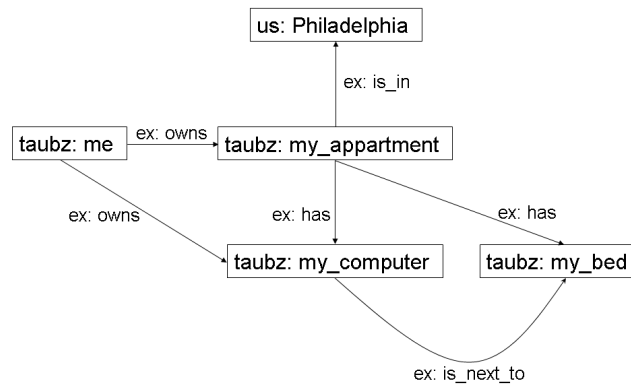 us: Philadelphia
ex: is_in
taubz: me
ex: owns
taubz: my_appartment
ex: owns
ex: has
ex: has
taubz: my_computer
taubz: my_bed
ex: is_next_to